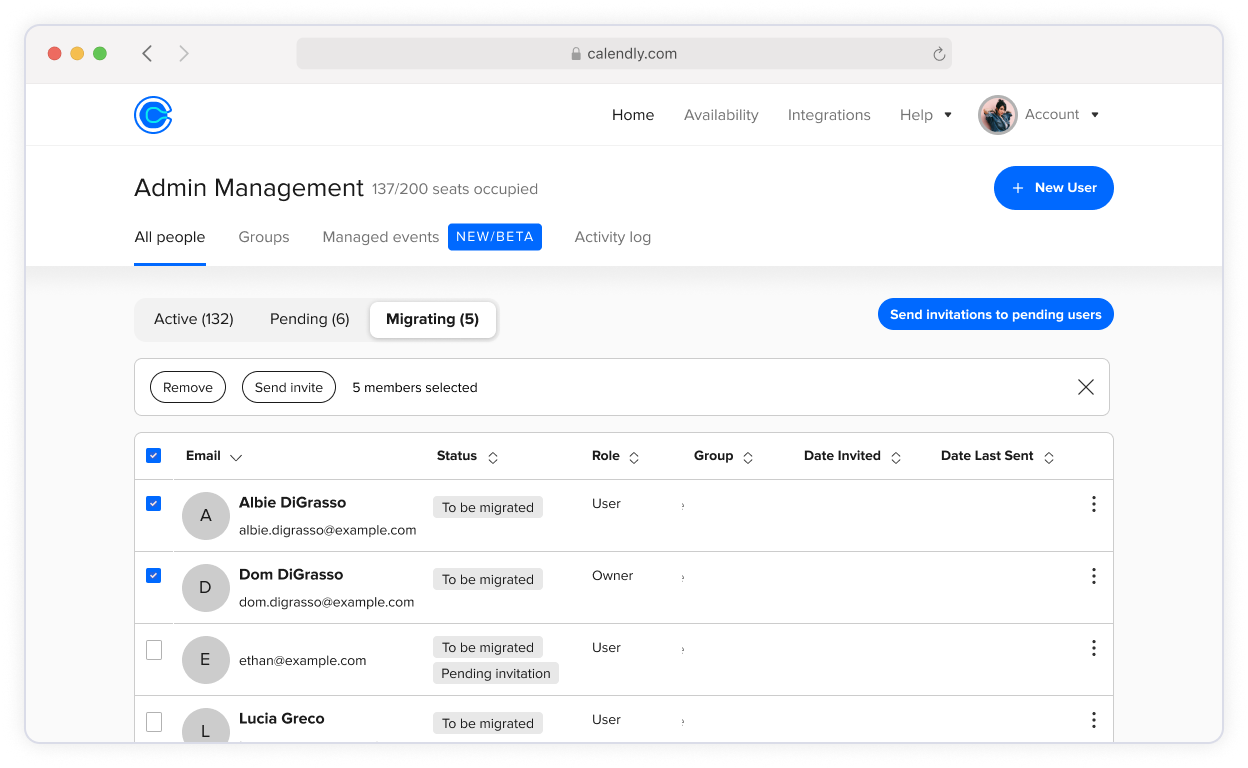 calendly.com
Home Availability Integrations Help Account
Admin Management 137/200 seats occupied
+ New User
All people Groups Managed events NEW/BETA Activity log
Active (132) Pending (6) Migrating (5)
Send invitations to pending users
Remove Send invite 5 members selected
Email Status Role Group Date Invited Date Last Sent
A
Albie DiGrasso
albie.digrasso@example.com
To be migrated
User
D
Dom DiGrasso
dom.digrasso@example.com
To be migrated
Owner
E
ethan@example.com
To be migrated
Pending invitation
User
L
Lucia Greco
To be migrated
User